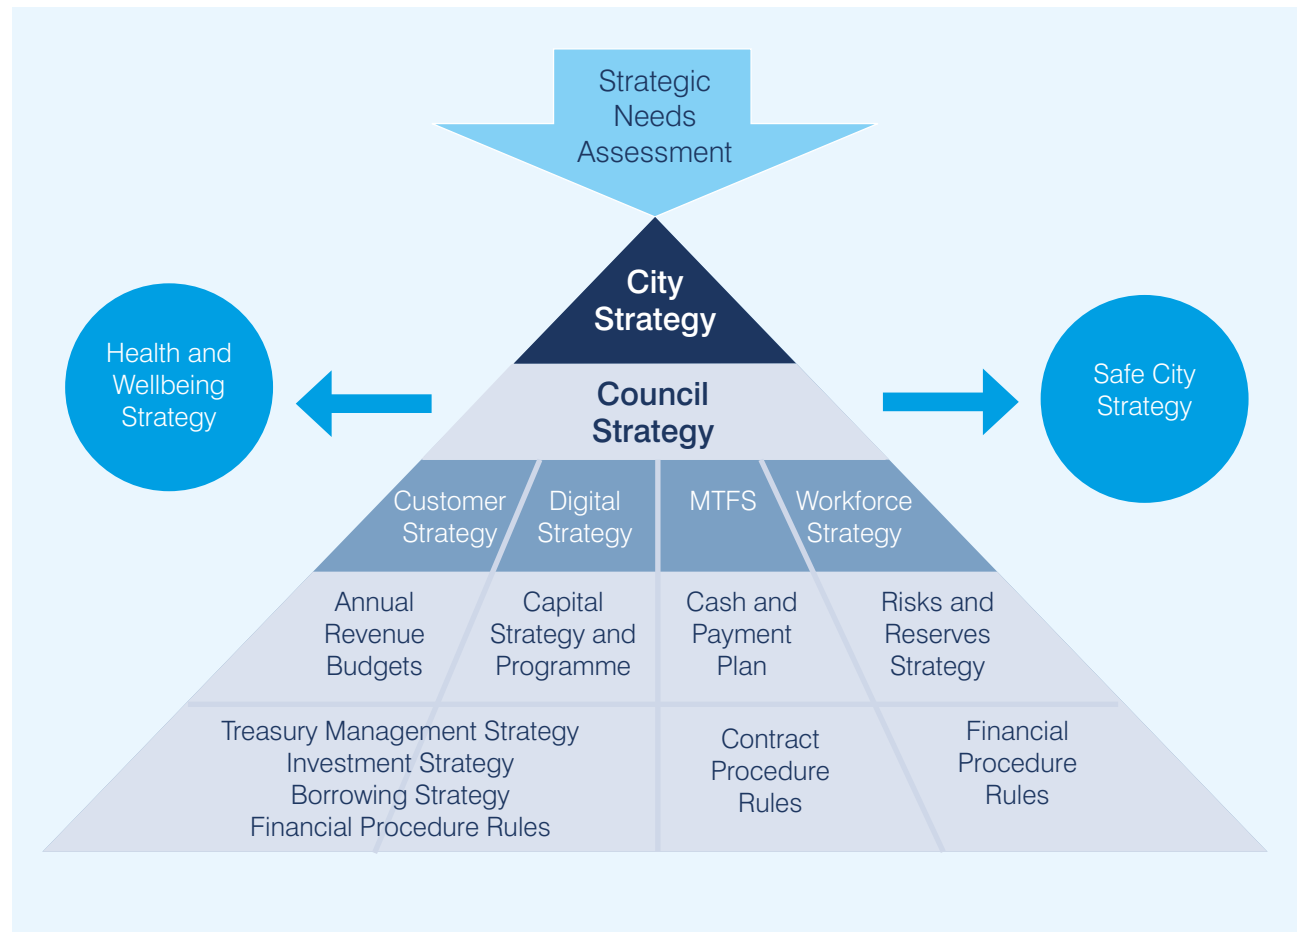 Strategic
Needs
Assessment
City
Strategy
Health and
Wellbeing
Strategy
Council
Strategy
Safe City
Strategy
Customer
Strategy
Digital
Strategy
MTFS
Workforce
Strategy
Annual
Revenue
Budgets
Capital
Strategy and
Programme
Cash and
Payment
Plan
Risks and
Reserves
Strategy
Treasury Management Strategy
Investment Strategy
Borrowing Strategy
Financial Procedure Rules
Contract
Procedure
Rules
Financial
Procedure
Rules